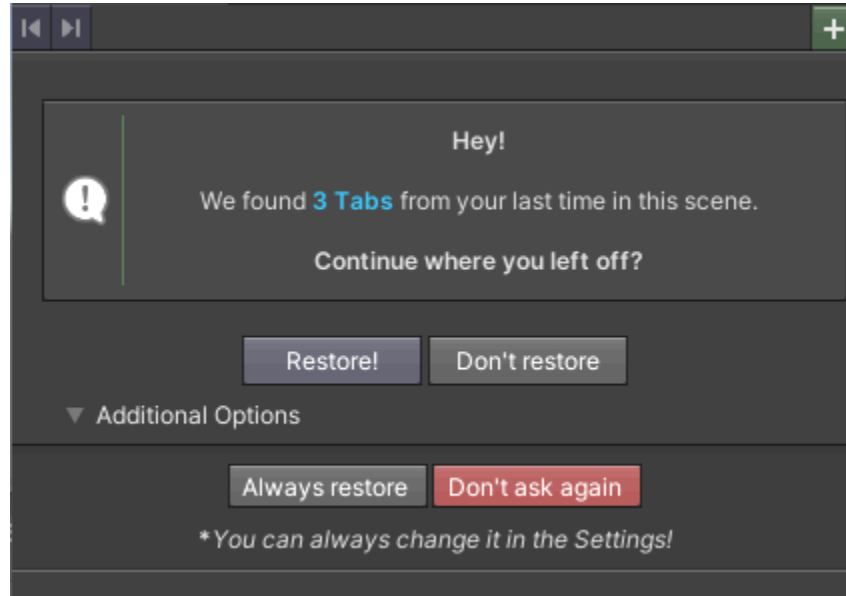 Hey!
We found 3 Tabs from your last time in this scene.
Continue where you left off?
Restore! Don't restore
Additional Options
Always restore Don't ask again
*You can always change it in the Settings!